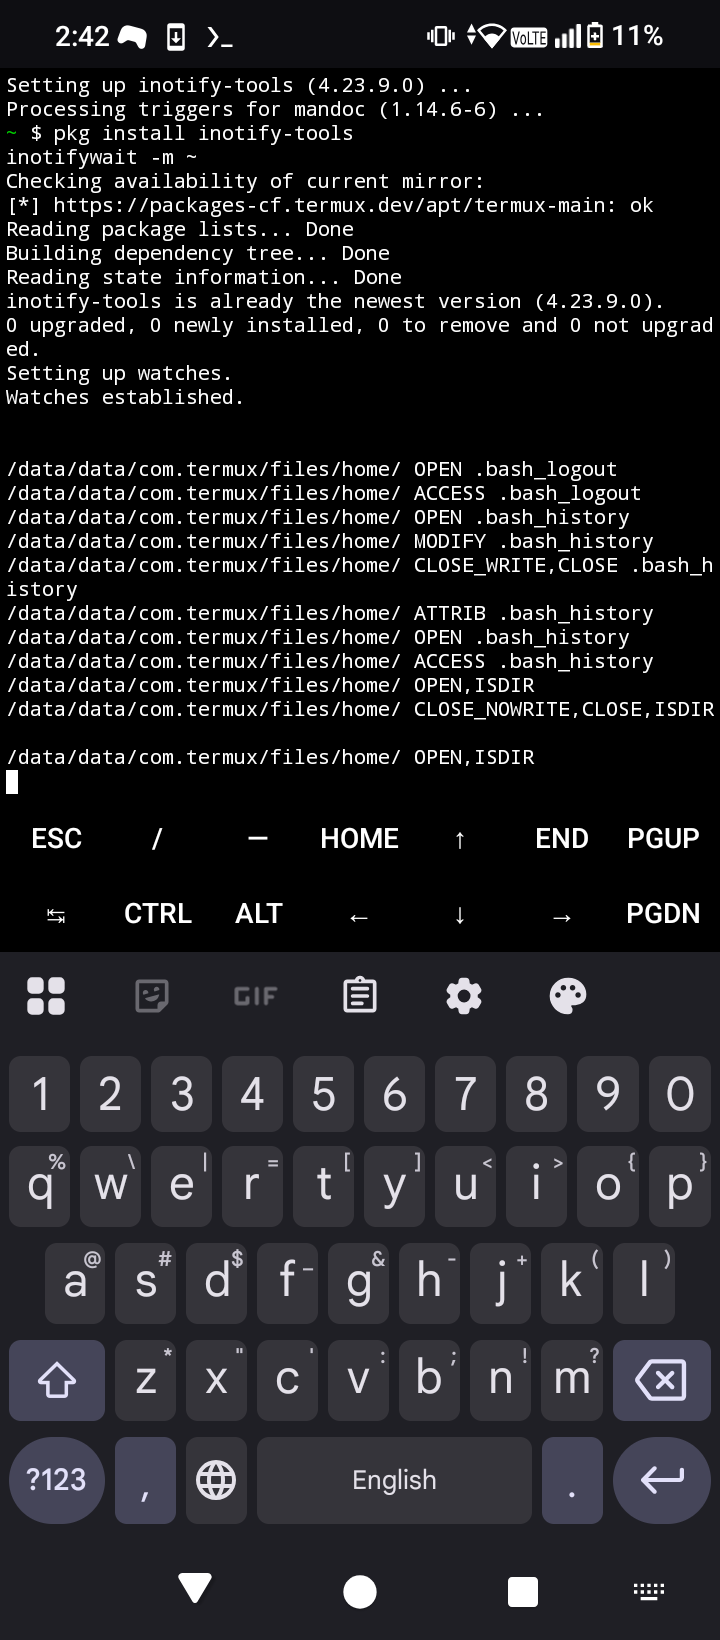 2:42 >_ VoLTE 11%
Setting up inotify-tools (4.23.9.0) ...
Processing triggers for mandoc (1.14.6-6) ...
~ $ pkg install inotify-tools
inotifywait -m ~
Checking availability of current mirror:
[*] https://packages-cf.termux.dev/apt/termux-main: ok
Reading package lists... Done
Building dependency tree... Done
Reading state information... Done
inotify-tools is already the newest version (4.23.9.0).
0 upgraded, 0 newly installed, 0 to remove and 0 not upgrad
ed.
Setting up watches.
Watches established.
/data/data/com.termux/files/home/ OPEN .bash_logout
/data/data/com.termux/files/home/ ACCESS .bash_logout
/data/data/com.termux/files/home/ OPEN .bash_history
/data/data/com.termux/files/home/ MODIFY .bash_history
/data/data/com.termux/files/home/ CLOSE_WRITE,CLOSE .bash_h
istory
/data/data/com.termux/files/home/ ATTRIB .bash_history
/data/data/com.termux/files/home/ OPEN .bash_history
/data/data/com.termux/files/home/ ACCESS .bash_history
/data/data/com.termux/files/home/ OPEN,ISDIR
/data/data/com.termux/files/home/ CLOSE_NOWRITE,CLOSE,ISDIR
/data/data/com.termux/files/home/ OPEN,ISDIR
ESC / — HOME ↑ END PGUP
↹ CTRL ALT ← ↓ → PGDN
GIF
1 2 3 4 5 6 7 8 9 0
q% w\ e| r= t[ y] u< i> o{ p}
a@ s# d$ f_ g& h- j+ k( l)
z* x" c' v: b; n! m?
?123 , English .